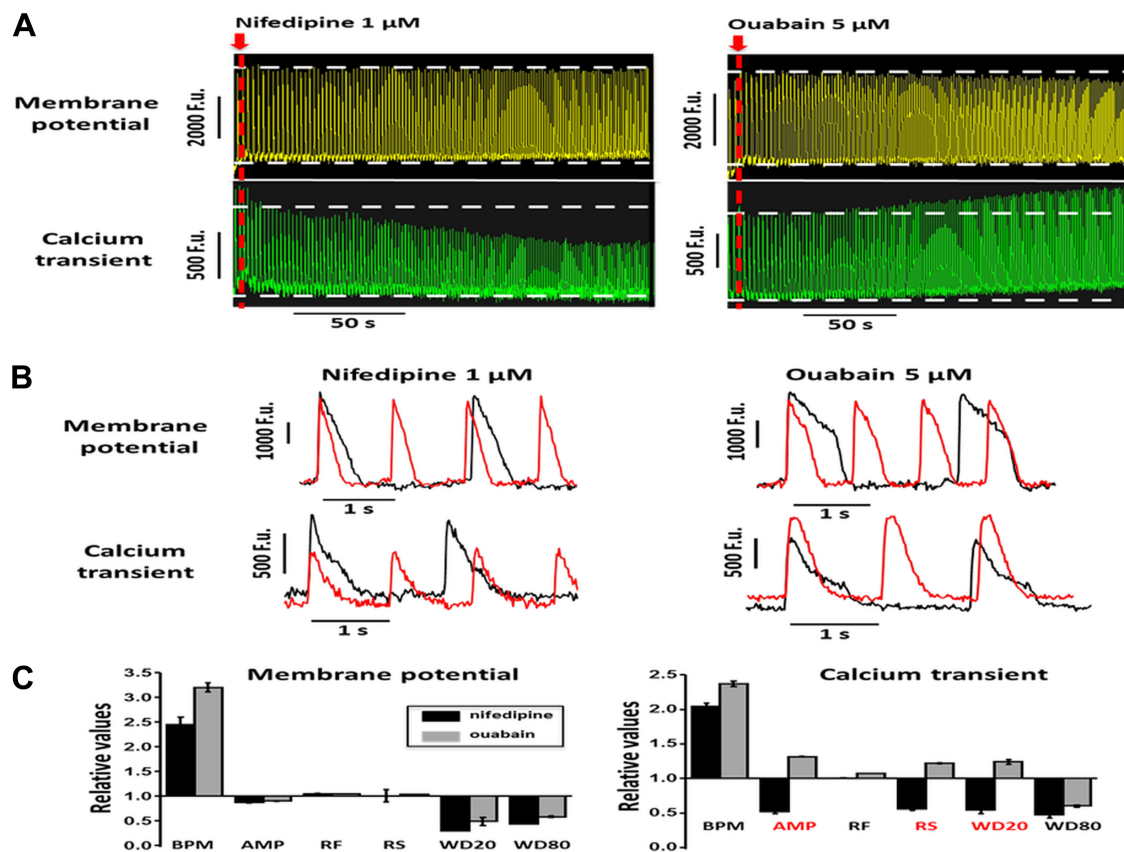 A
Nifedipine 1 µM
Ouabain 5 µM
Membrane
potential
2000 F.u.
2000 F.u.
Calcium
transient
500 F.u.
500 F.u.
50 s
50 s
B
Nifedipine 1 µM
Ouabain 5 µM
Membrane
potential
1000 F.u.
1000 F.u.
1 s
1 s
Calcium
transient
500 F.u.
500 F.u.
1 s
1 s
C
Membrane potential
Relative values
3.5
3.0
2.5
2.0
1.5
1.0
0.5
0.0
nifedipine
ouabain
BPM AMP RF RS WD20 WD80
Calcium transient
Relative values
2.5
2.0
1.5
1.0
0.5
0.0
BPM AMP RF RS WD20 WD80